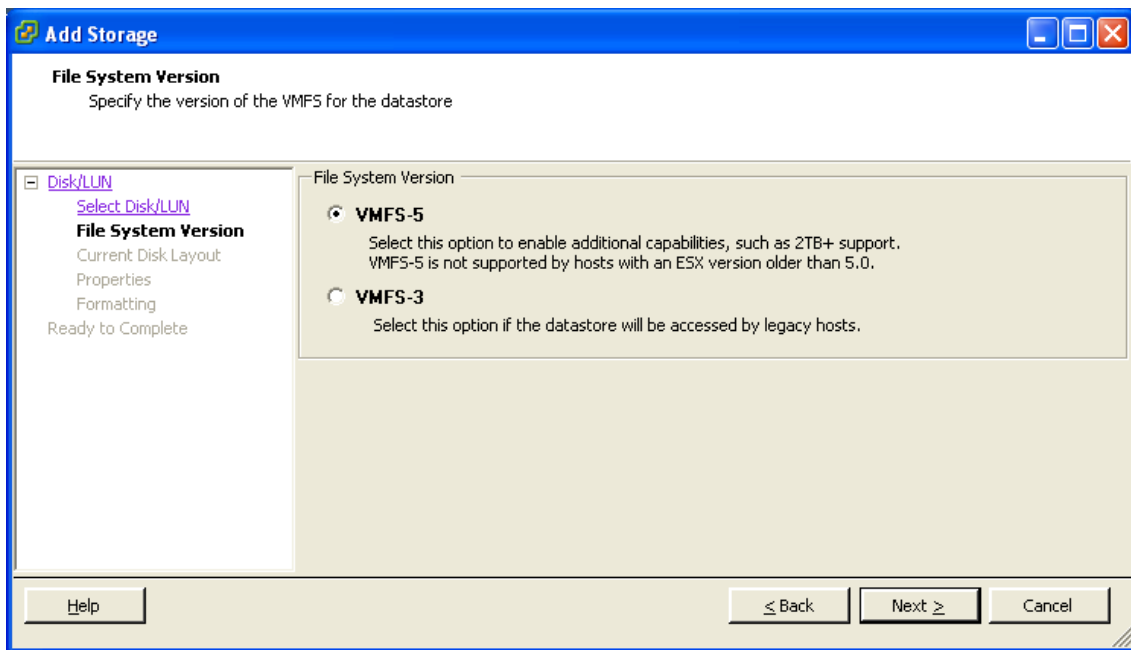 Add Storage
File System Version
Specify the version of the VMFS for the datastore
Disk/LUN
Select Disk/LUN
File System Version
Current Disk Layout
Properties
Formatting
Ready to Complete
File System Version
VMFS-5
Select this option to enable additional capabilities, such as 2TB+ support.
VMFS-5 is not supported by hosts with an ESX version older than 5.0.
VMFS-3
Select this option if the datastore will be accessed by legacy hosts.
Help
< Back
Next >
Cancel